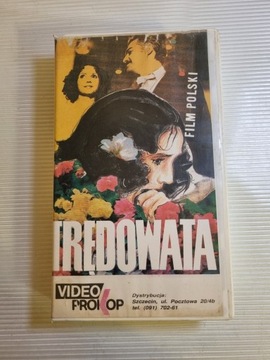 FILM POLSKI
TRĘDOWATA
VIDEO
PROKOP
Dystrybucja:
Szczecin, ul. Pocztowa 20/4b
tel. (091) 702-61